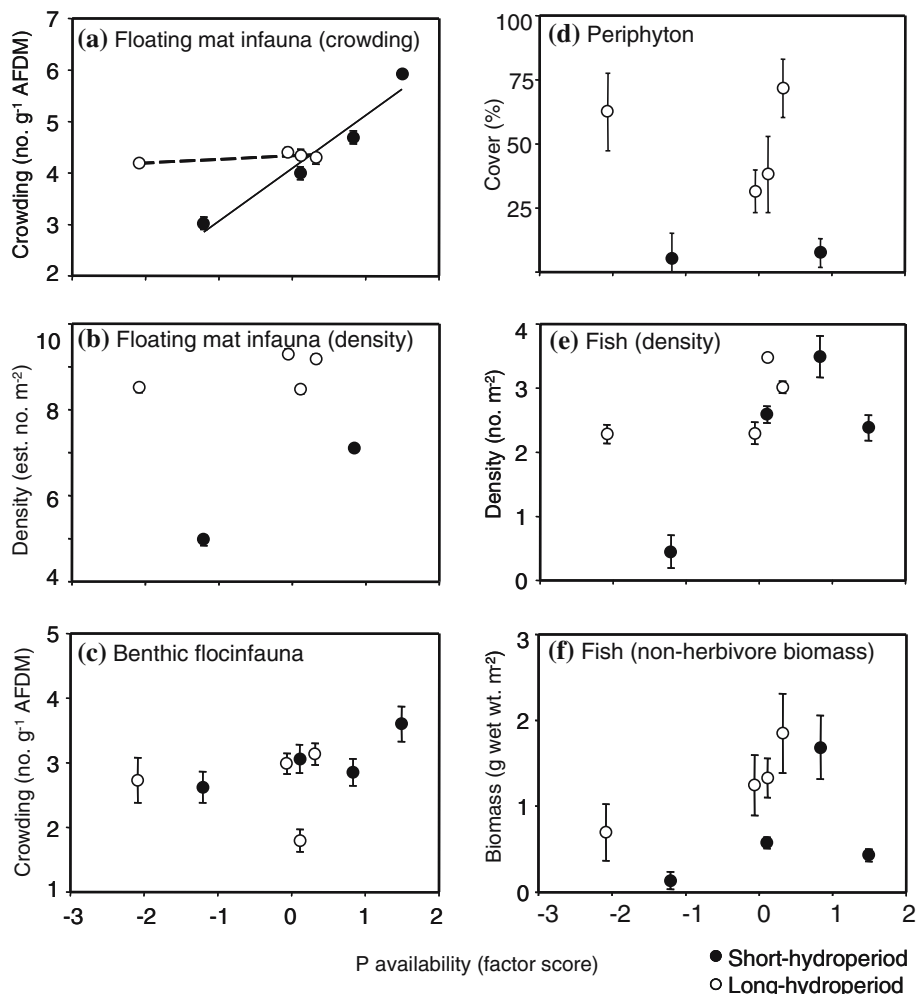 (a) Floating mat infauna (crowding)
Crowding (no. g⁻¹ AFDM)
7
6
5
4
3
2
(b) Floating mat infauna (density)
Density (est. no. m⁻²)
10
8
6
4
(c) Benthic flocinfauna
Crowding (no. g⁻¹ AFDM)
5
4
3
2
1
-3 -2 -1 0 1 2
(d) Periphyton
Cover (%)
100
75
50
25
(e) Fish (density)
Density (no. m⁻²)
4
3
2
1
0
(f) Fish (non-herbivore biomass)
Biomass (g wet wt. m⁻²)
3
2
1
0
-3 -2 -1 0 1 2
P availability (factor score)
Short-hydroperiod
Long-hydroperiod